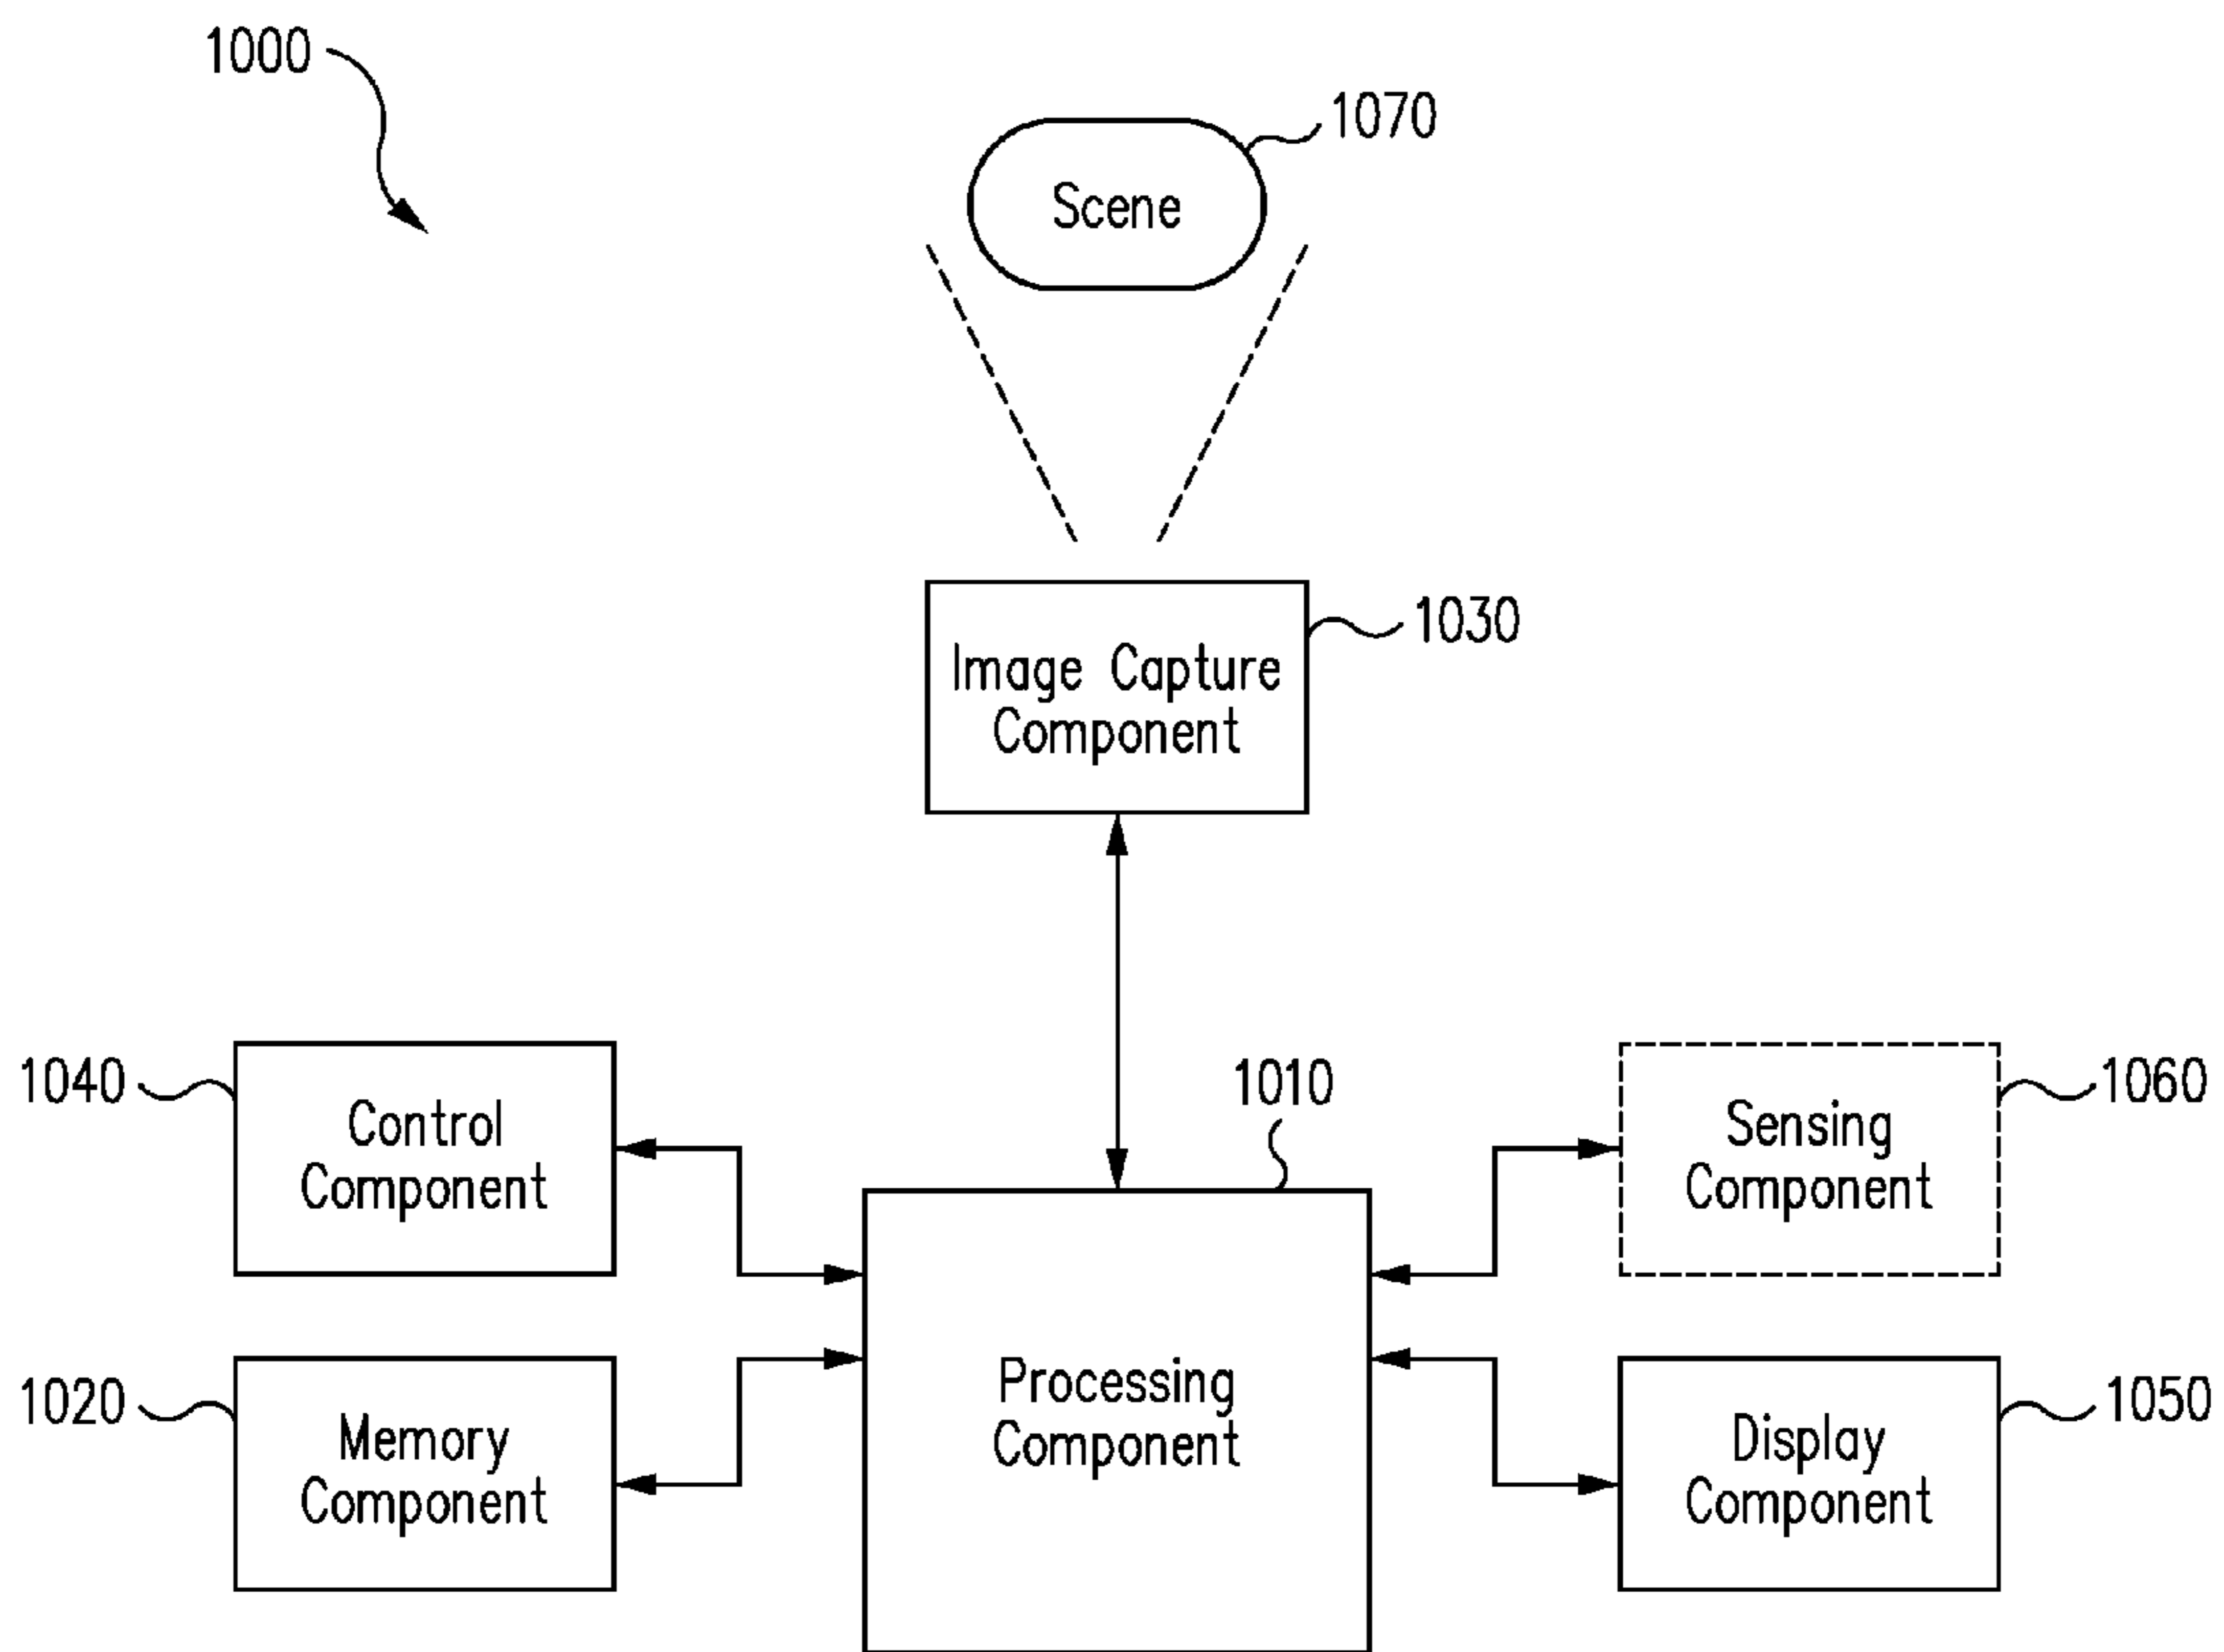 1000
1070
Scene
1030
Image Capture
Component
1040
Control
Component
1010
1060
Sensing
Component
1020
Memory
Component
Processing
Component
1050
Display
Component